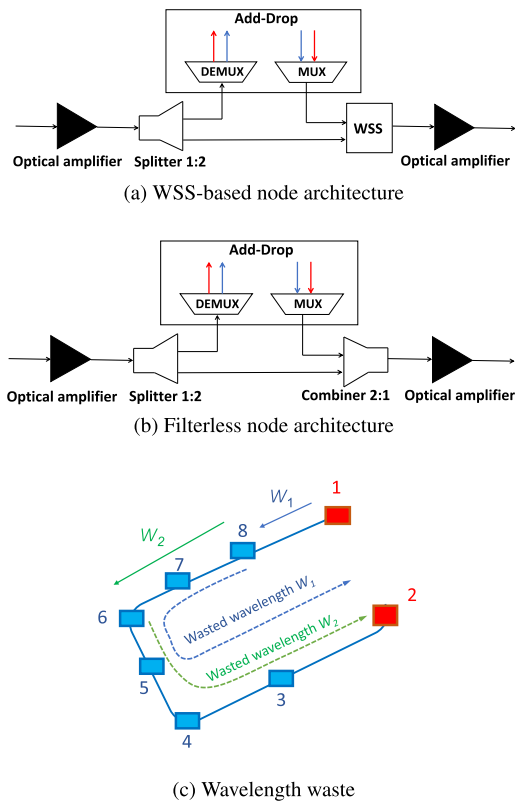 Add-Drop
DEMUX
MUX
WSS
Optical amplifier
Splitter 1:2
Optical amplifier
(a) WSS-based node architecture
Add-Drop
DEMUX
MUX
Optical amplifier
Splitter 1:2
Combiner 2:1
Optical amplifier
(b) Filterless node architecture
1
W1
W2
8
7
2
6
Wasted wavelength W1
Wasted wavelength W2
5
3
4
(c) Wavelength waste